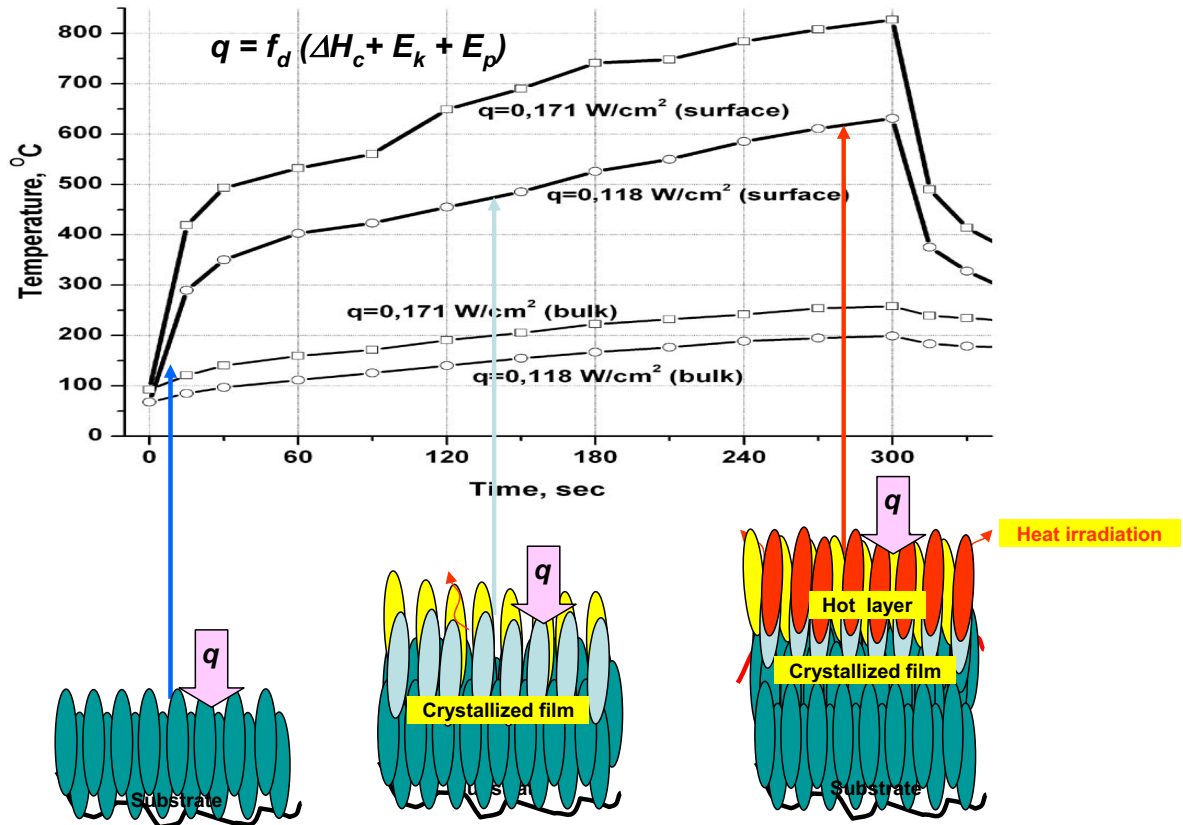 q = f_d (ΔH_c + E_k + E_p)
800
700
600
500
400
300
200
100
0
Temperature, °C
q=0,171 W/cm² (surface)
q=0,118 W/cm² (surface)
q=0,171 W/cm² (bulk)
q=0,118 W/cm² (bulk)
0 60 120 180 240 300
Time, sec
q
Substrate
q
Crystallized film
q
Heat irradiation
Hot layer
Crystallized film
Substrate